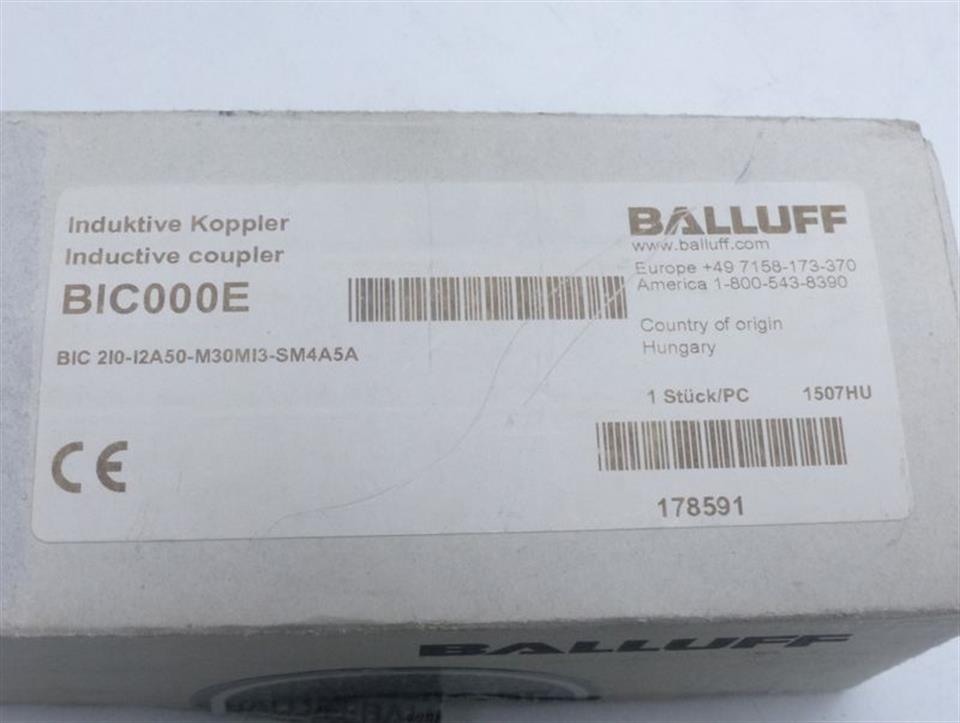 Induktive Koppler
Inductive coupler
BIC000E
BIC 2I0-I2A50-M30MI3-SM4A5A
CE
BALLUFF
www.balluff.com
Europe +49 7158-173-370
America 1-800-543-8390
Country of origin
Hungary
1 Stück/PC 1507HU
178591
BALLUFF